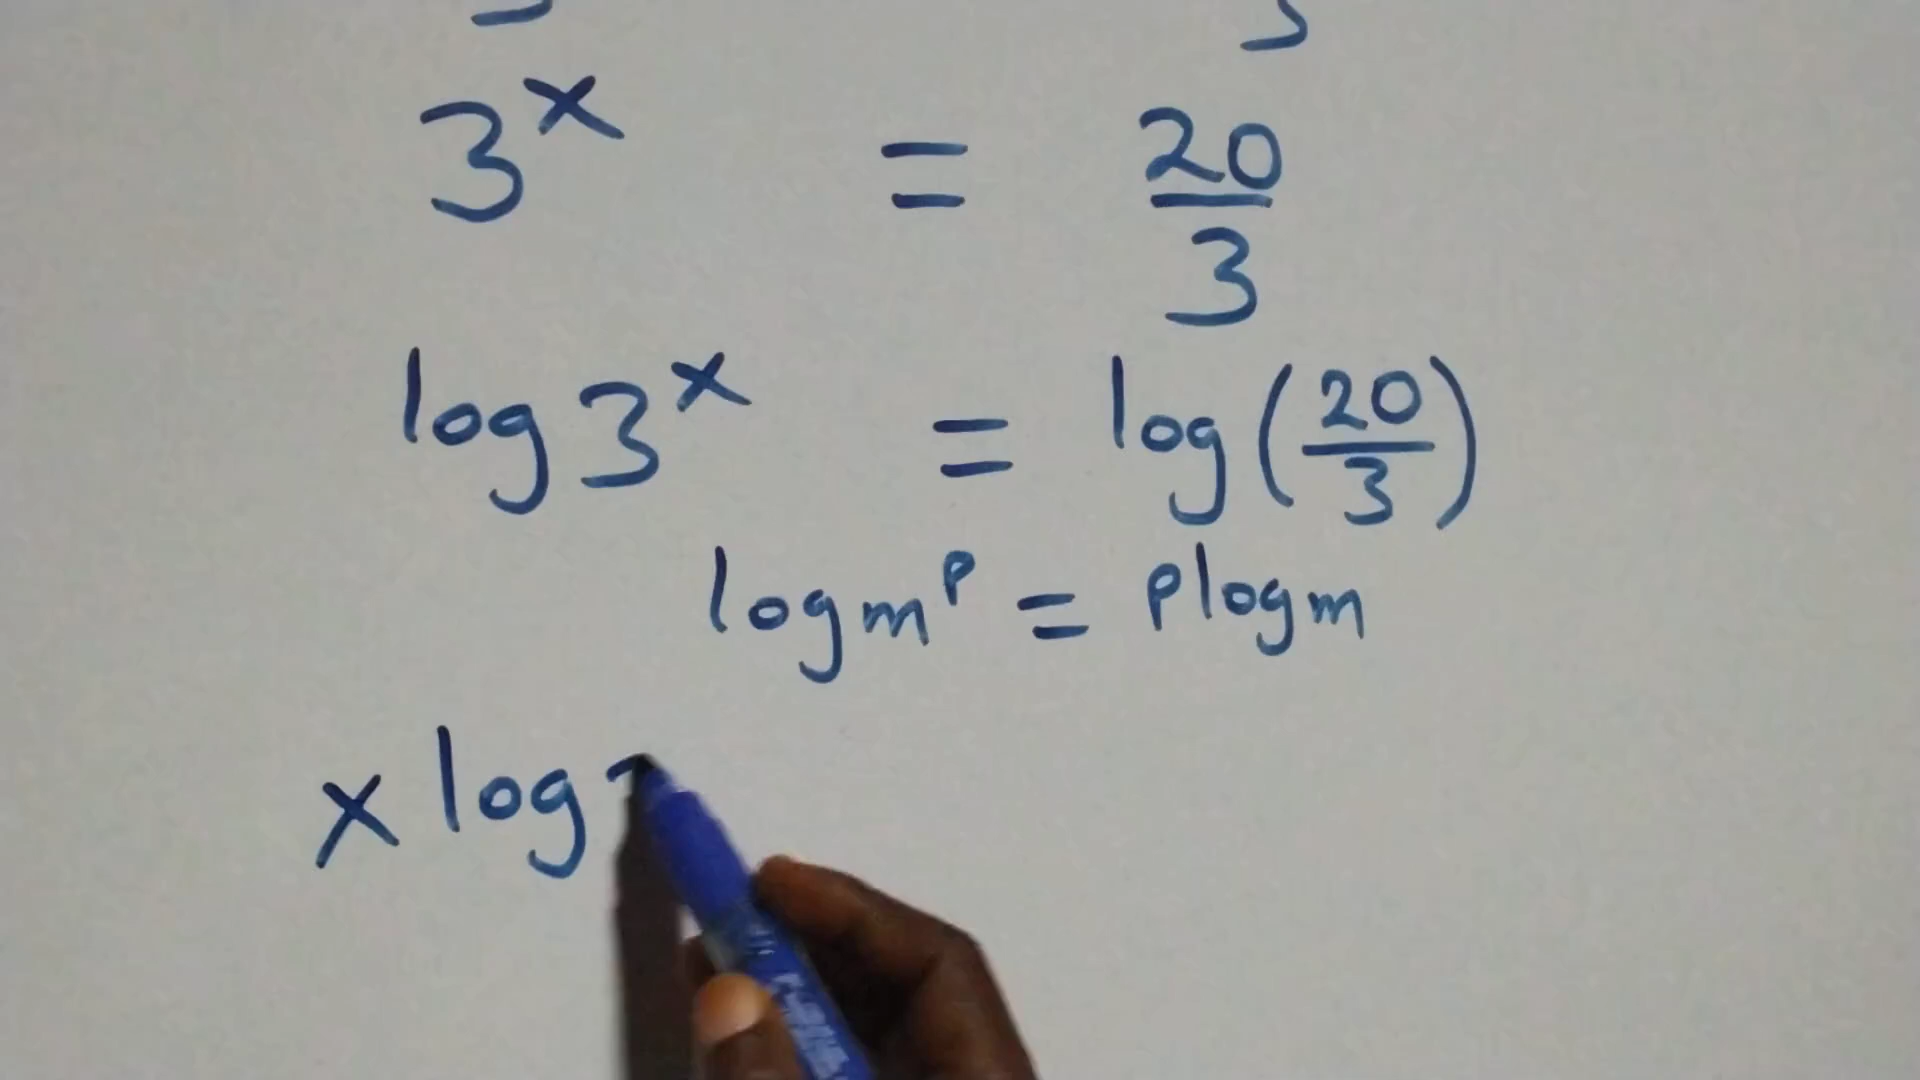 3^x = 20/3
log 3^x = log(20/3)
log m^p = p log m
x log